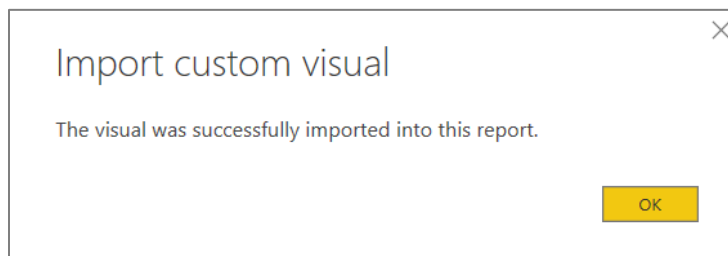 Import custom visual
The visual was successfully imported into this report.
OK